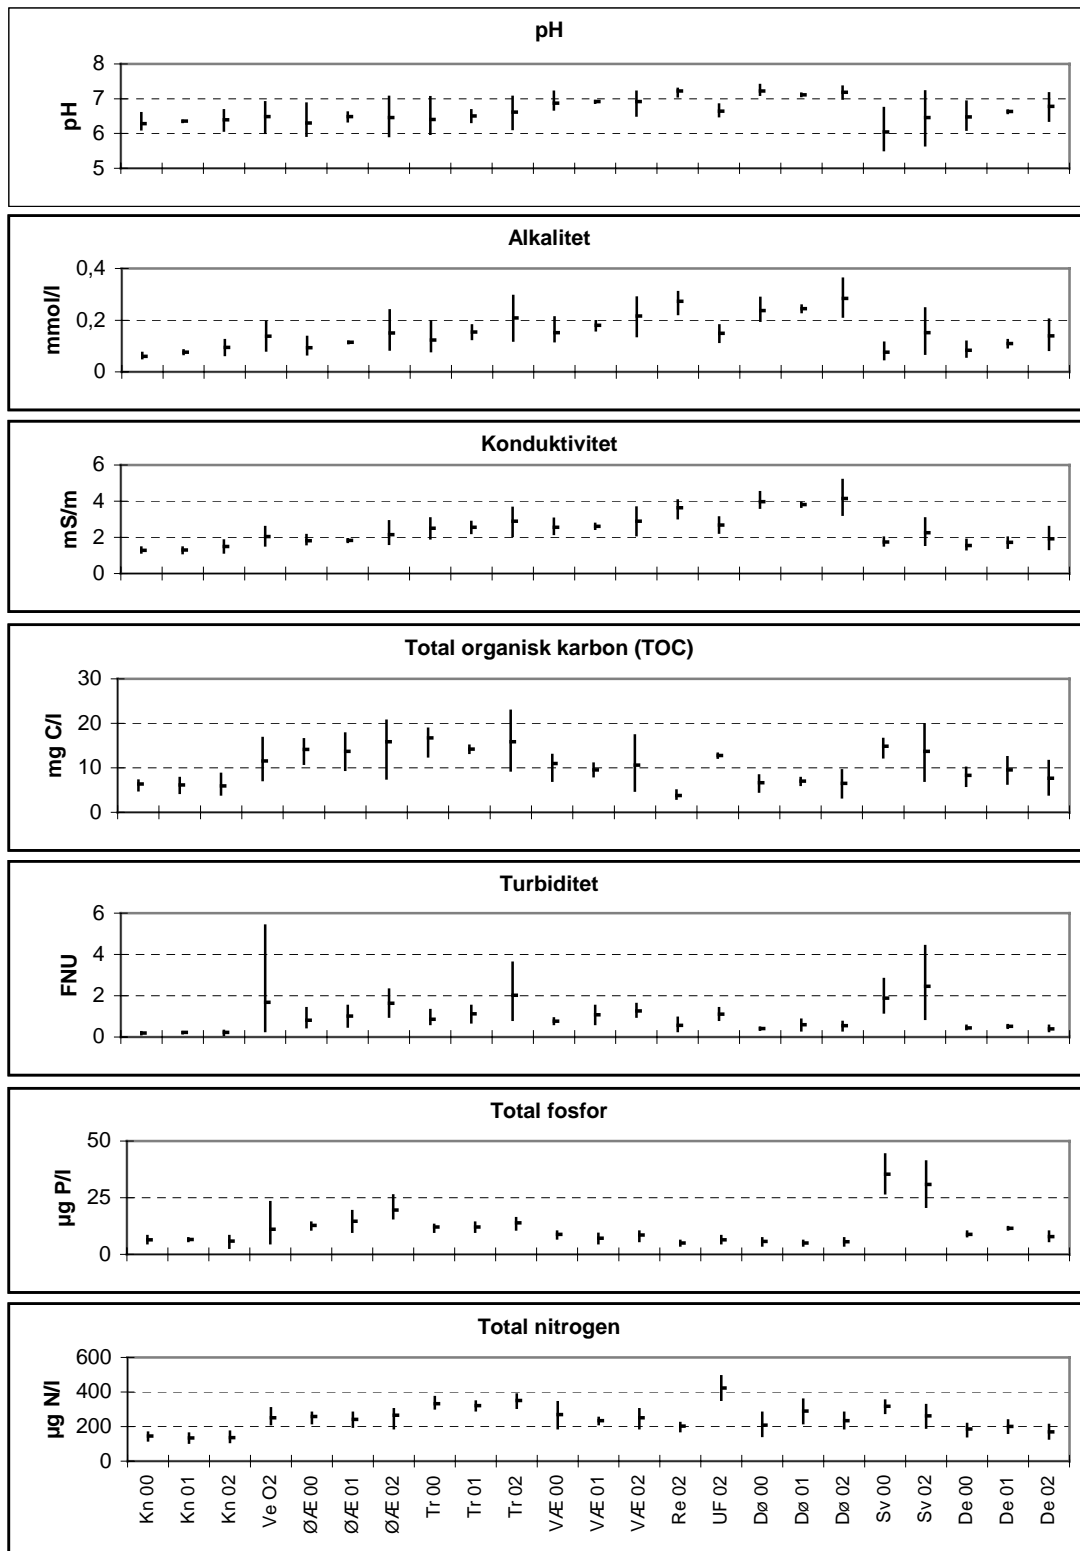 pH
8
7
6
5
pH
Alkalitet
0,4
0,2
0
mmol/l
Konduktivitet
6
4
2
0
mS/m
Total organisk karbon (TOC)
30
20
10
0
mg C/l
Turbiditet
6
4
2
0
FNU
Total fosfor
50
25
0
µg P/l
Total nitrogen
600
400
200
0
µg N/l
Kn 00
Kn 01
Kn 02
Ve O2
ØÆ 00
ØÆ 01
ØÆ 02
Tr 00
Tr 01
Tr 02
VÆ 00
VÆ 01
VÆ 02
Re 02
UF 02
Dø 00
Dø 01
Dø 02
Sv 00
Sv 02
De 00
De 01
De 02